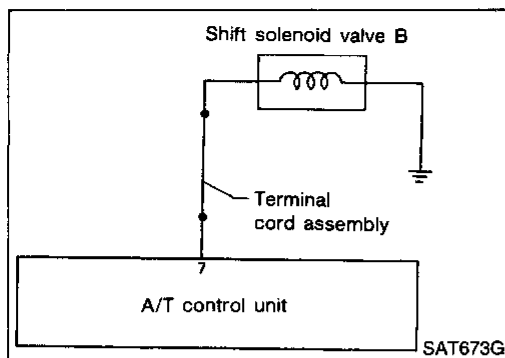 Shift solenoid valve B
Terminal
cord assembly
7
A/T control unit
SAT673G